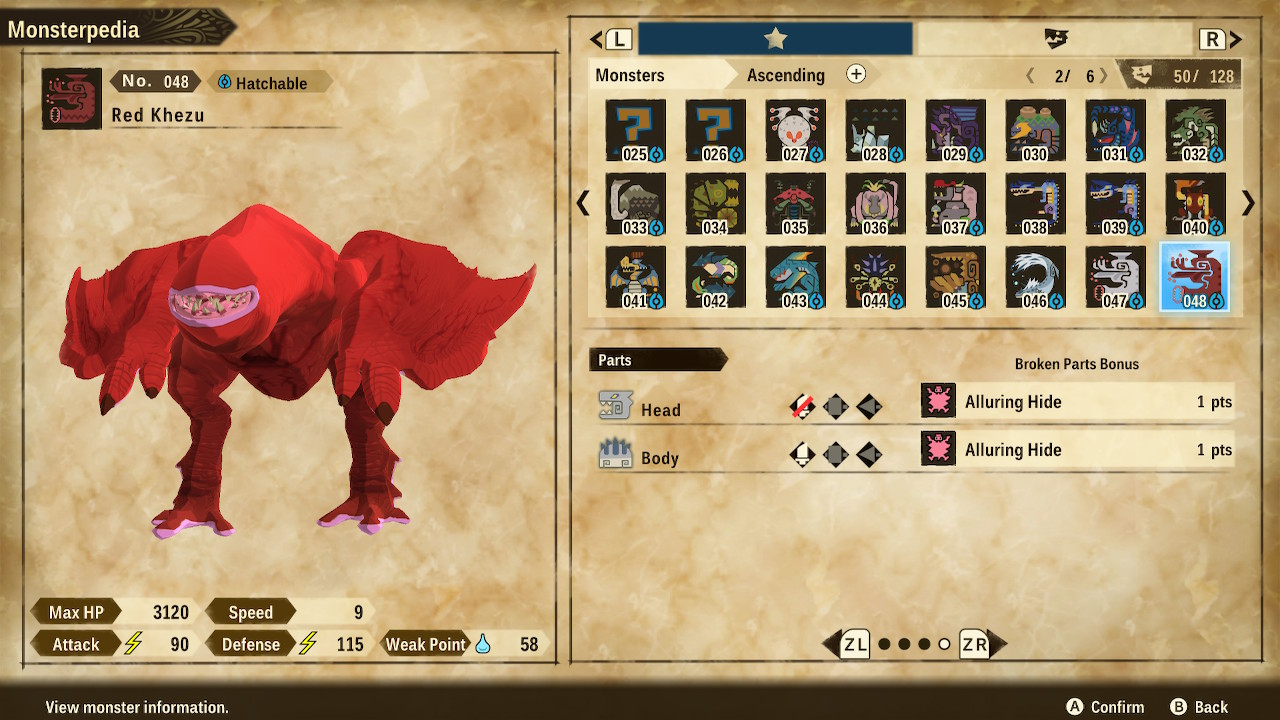 Monsterpedia
No. 048 Hatchable
Red Khezu
Max HP 3120 Speed 9
Attack 90 Defense 115 Weak Point 58
L R
Monsters Ascending + 2/ 6 50/ 128
025 026 027 028 029 030 031 032
033 034 035 036 037 038 039 040
041 042 043 044 045 046 047 048
Parts
Broken Parts Bonus
Head Alluring Hide 1 pts
Body Alluring Hide 1 pts
ZL ZR
View monster information.
A Confirm B Back